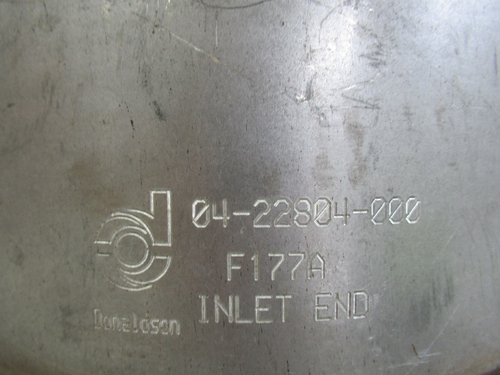 04-22804-000
F177A
INLET END
Donaldson